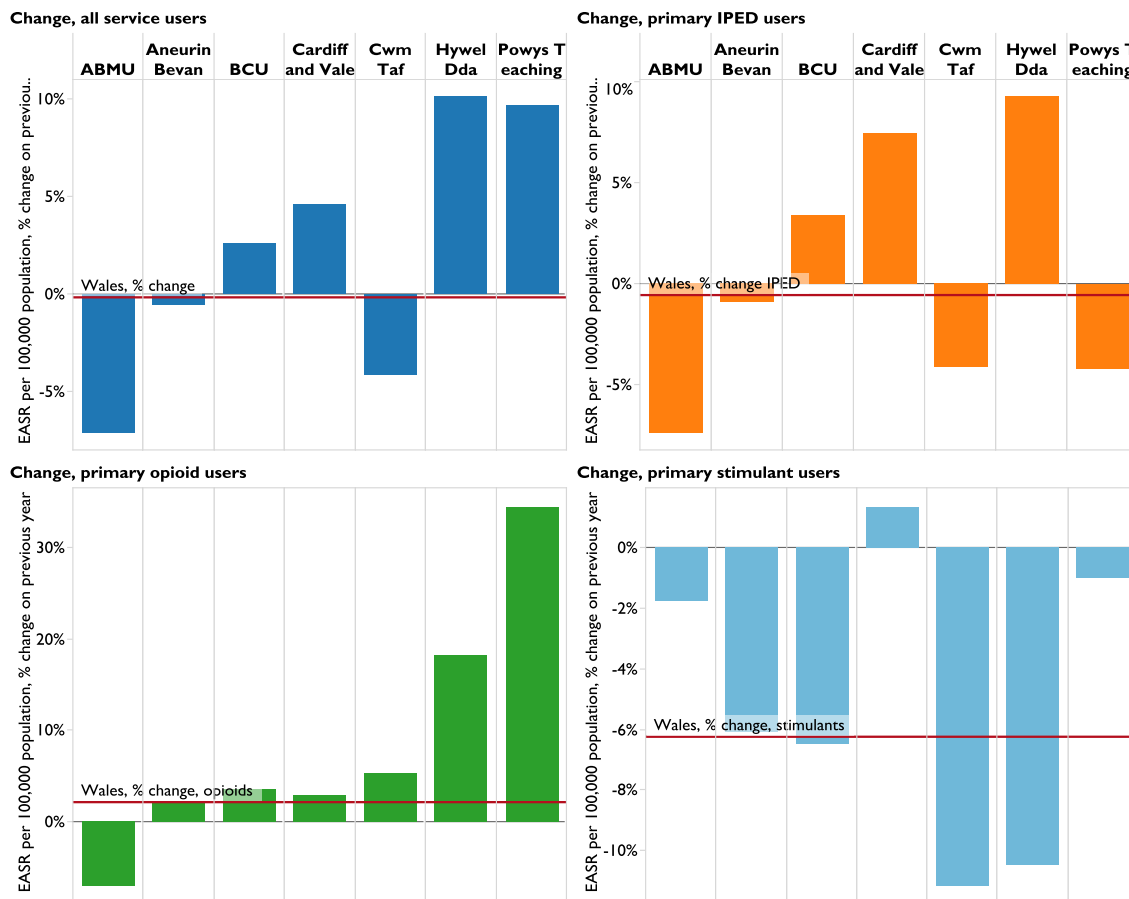 Change, all service users
Change, primary IPED users
ABMU
Aneurin
Bevan
BCU
Cardiff
and Vale
Cwm
Taf
Hywel
Dda
Powys T
eaching
ABMU
Aneurin
Bevan
BCU
Cardiff
and Vale
Cwm
Taf
Hywel
Dda
Powys T
eaching
EASR per 100,000 population, % change on previou..
10%
5%
0%
-5%
Wales, % change
EASR per 100,000 population, % change on previou..
10%
5%
0%
-5%
Wales, % change IPED
Change, primary opioid users
Change, primary stimulant users
EASR per 100,000 population, % change on previous year
30%
20%
10%
0%
Wales, % change, opioids
EASR per 100,000 population, % change on previous year
0%
-2%
-4%
-6%
-8%
-10%
Wales, % change, stimulants